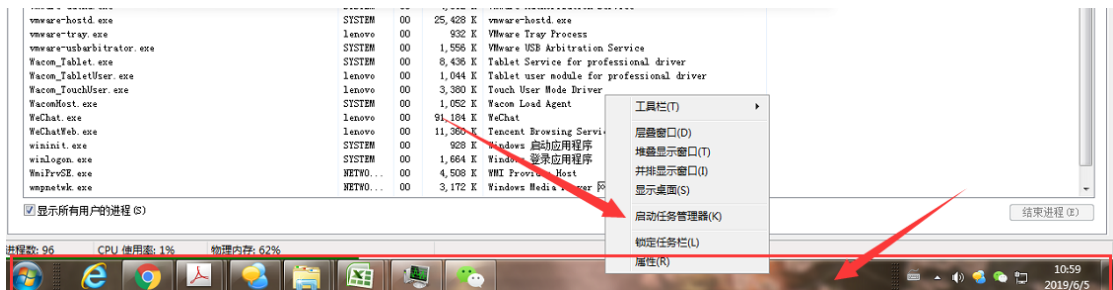 vmware-hostd.exe SYSTEM 00 25,428 K vmware-hostd.exe
vmware-tray.exe lenovo 00 932 K VMware Tray Process
vmware-usbarbitrator.exe SYSTEM 00 1,556 K VMware USB Arbitration Service
Wacom_Tablet.exe SYSTEM 00 8,436 K Tablet Service for professional driver
Wacom_TabletUser.exe lenovo 00 1,044 K Tablet user module for professional driver
Wacom_TouchUser.exe lenovo 00 3,380 K Touch User Mode Driver
WacomHost.exe SYSTEM 00 1,052 K Wacom Load Agent
WeChat.exe lenovo 00 91,184 K WeChat
WeChatWeb.exe lenovo 00 11,360 K Tencent Browsing Servi
wininit.exe SYSTEM 00 928 K Windows 启动应用程序
winlogon.exe SYSTEM 00 1,664 K Windows 登录应用程序
WmiPrvSE.exe NETWO... 00 4,508 K WMI Provider Host
wmpnetwk.exe NETWO... 00 3,172 K Windows Media Player
工具栏(T)
层叠窗口(D)
堆叠显示窗口(T)
并排显示窗口(I)
显示桌面(S)
启动任务管理器(K)
锁定任务栏(L)
属性(R)
显示所有用户的进程(S)
结束进程(E)
进程数: 96 CPU 使用率: 1% 物理内存: 62%
10:59
2019/6/5